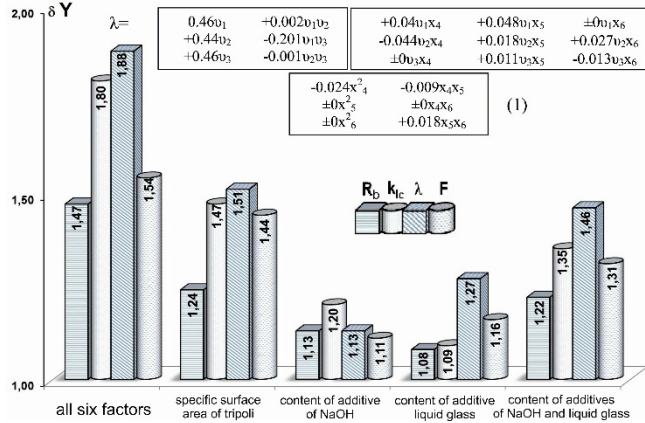 δ Y
λ=
0.46υ₁ +0.002υ₁υ₂
+0.44υ₂ -0.201υ₁υ₃
+0.46υ₃ -0.001υ₂υ₃
+0.04υ₁x₄ +0.048υ₁x₅ ±0υ₁x₆
-0.044υ₂x₄ +0.018υ₂x₅ +0.027υ₂x₆
±0υ₃x₄ +0.011υ₃x₅ -0.013υ₃x₆
-0.024x²₄ -0.009x₄x₅
±0x²₅ ±0x₄x₆
±0x²₆ +0.018x₅x₆
(1)
2,00
1,50
1,00
R_b k_Ic λ F
1,47 1,80 1,88 1,54
1,24 1,47 1,51 1,44
1,13 1,20 1,13 1,11
1,08 1,09 1,27 1,16
1,22 1,35 1,46 1,31
all six factors
specific surface
area of tripoli
content of additive
of NaOH
content of additive
liquid glass
content of additives
of NaOH and liquid glass